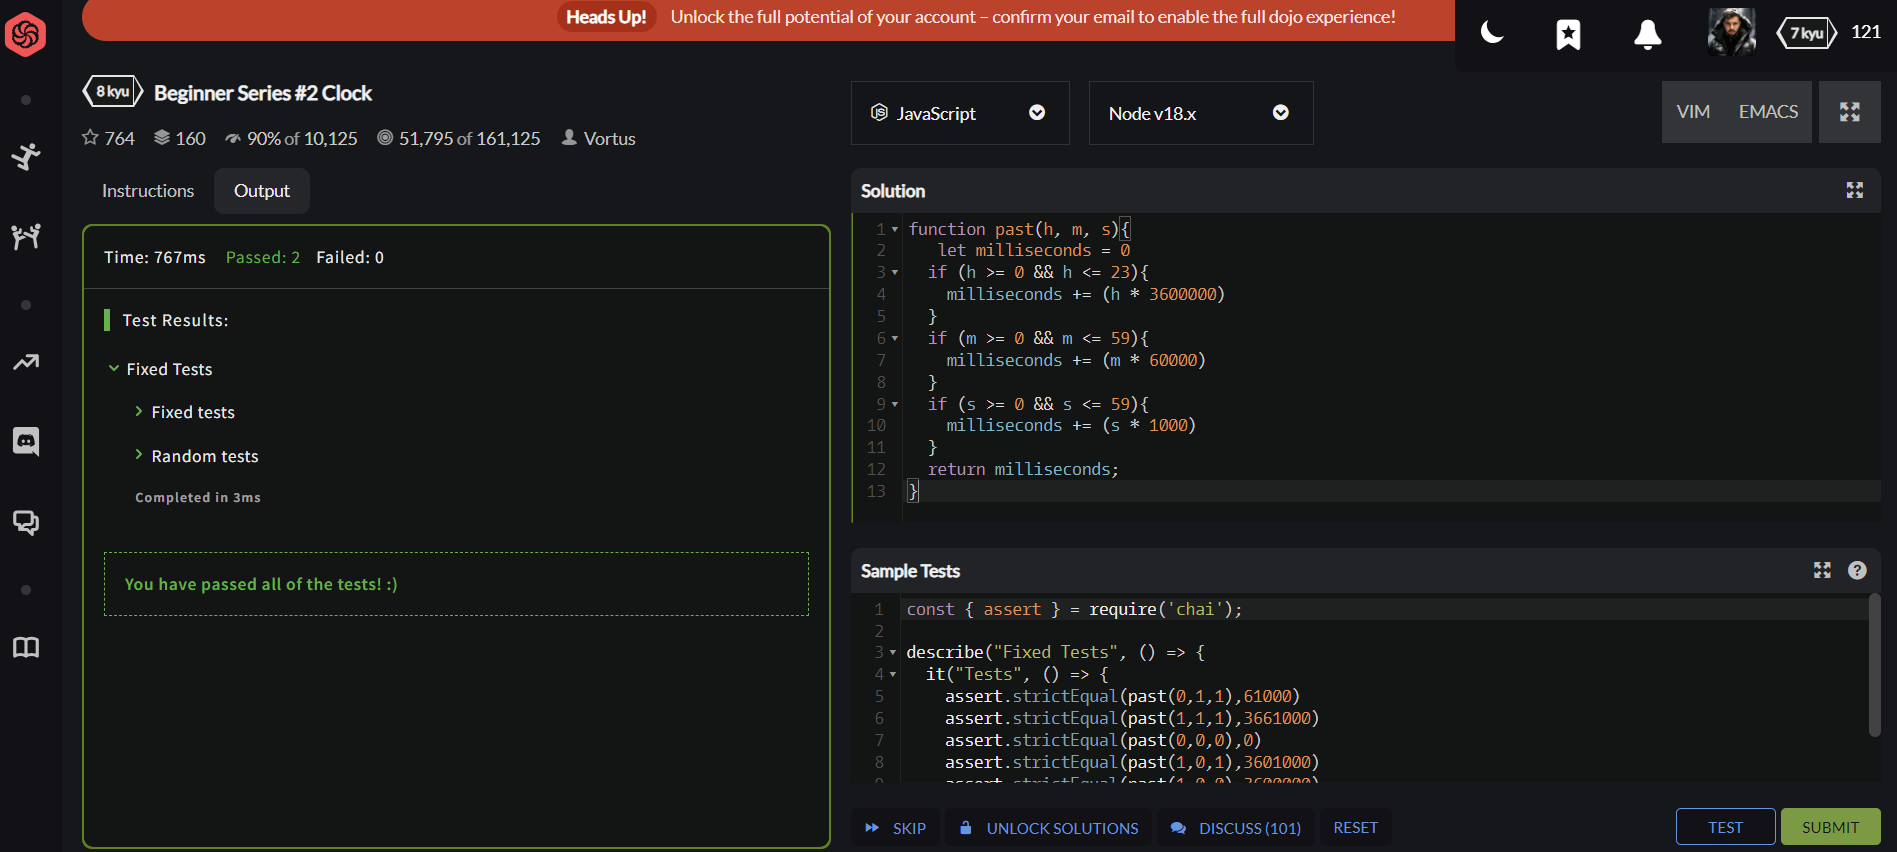 Heads Up! Unlock the full potential of your account – confirm your email to enable the full dojo experience!
7 kyu 121
8 kyu Beginner Series #2 Clock
764 160 90% of 10,125 51,795 of 161,125 Vortus
Instructions Output
Time: 767ms Passed: 2 Failed: 0
Test Results:
Fixed Tests
Fixed tests
Random tests
Completed in 3ms
You have passed all of the tests! :)
JavaScript Node v18.x VIM EMACS
Solution
1 function past(h, m, s){
2 let milliseconds = 0
3 if (h >= 0 && h <= 23){
4 milliseconds += (h * 3600000)
5 }
6 if (m >= 0 && m <= 59){
7 milliseconds += (m * 60000)
8 }
9 if (s >= 0 && s <= 59){
10 milliseconds += (s * 1000)
11 }
12 return milliseconds;
13 }
Sample Tests
1 const { assert } = require('chai');
2
3 describe("Fixed Tests", () => {
4 it("Tests", () => {
5 assert.strictEqual(past(0,1,1),61000)
6 assert.strictEqual(past(1,1,1),3661000)
7 assert.strictEqual(past(0,0,0),0)
8 assert.strictEqual(past(1,0,1),3601000)
9 assert.strictEqual(past(1,0,0),3600000)
SKIP UNLOCK SOLUTIONS DISCUSS (101) RESET TEST SUBMIT